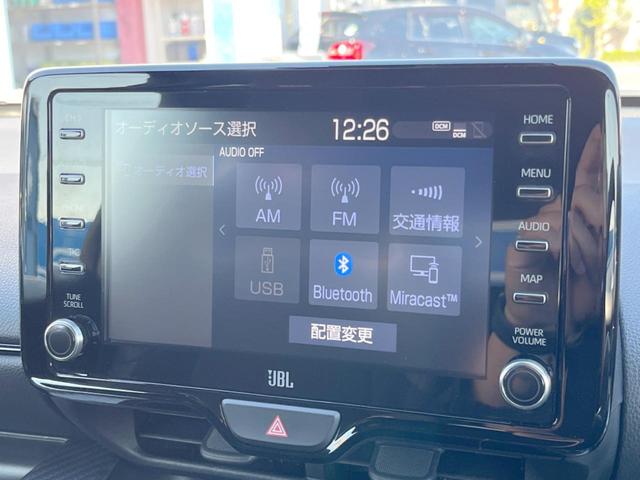 オーディオソース選択 12:26 DCM DCM
AUDIO OFF
オーディオ選択
AM FM 交通情報
USB Bluetooth Miracast™
配置変更
TUNE
SCROLL
HOME
MENU
AUDIO
MAP
POWER
VOLUME
JBL